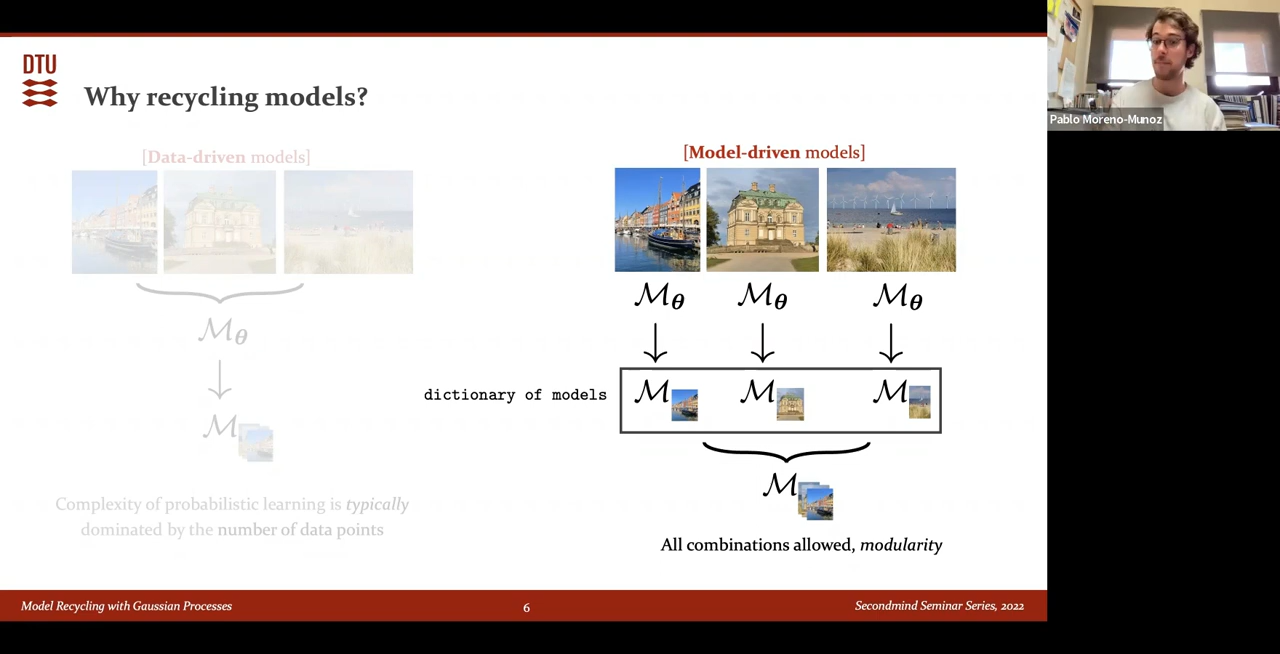 DTU
Why recycling models?
[Data-driven models]
ℳθ
ℳ
Complexity of probabilistic learning is typically
dominated by the number of data points
[Model-driven models]
ℳθ ℳθ ℳθ
dictionary of models
ℳ ℳ ℳ
ℳ
All combinations allowed, modularity
Model Recycling with Gaussian Processes
6
Secondmind Seminar Series, 2022
Pablo Moreno-Munoz